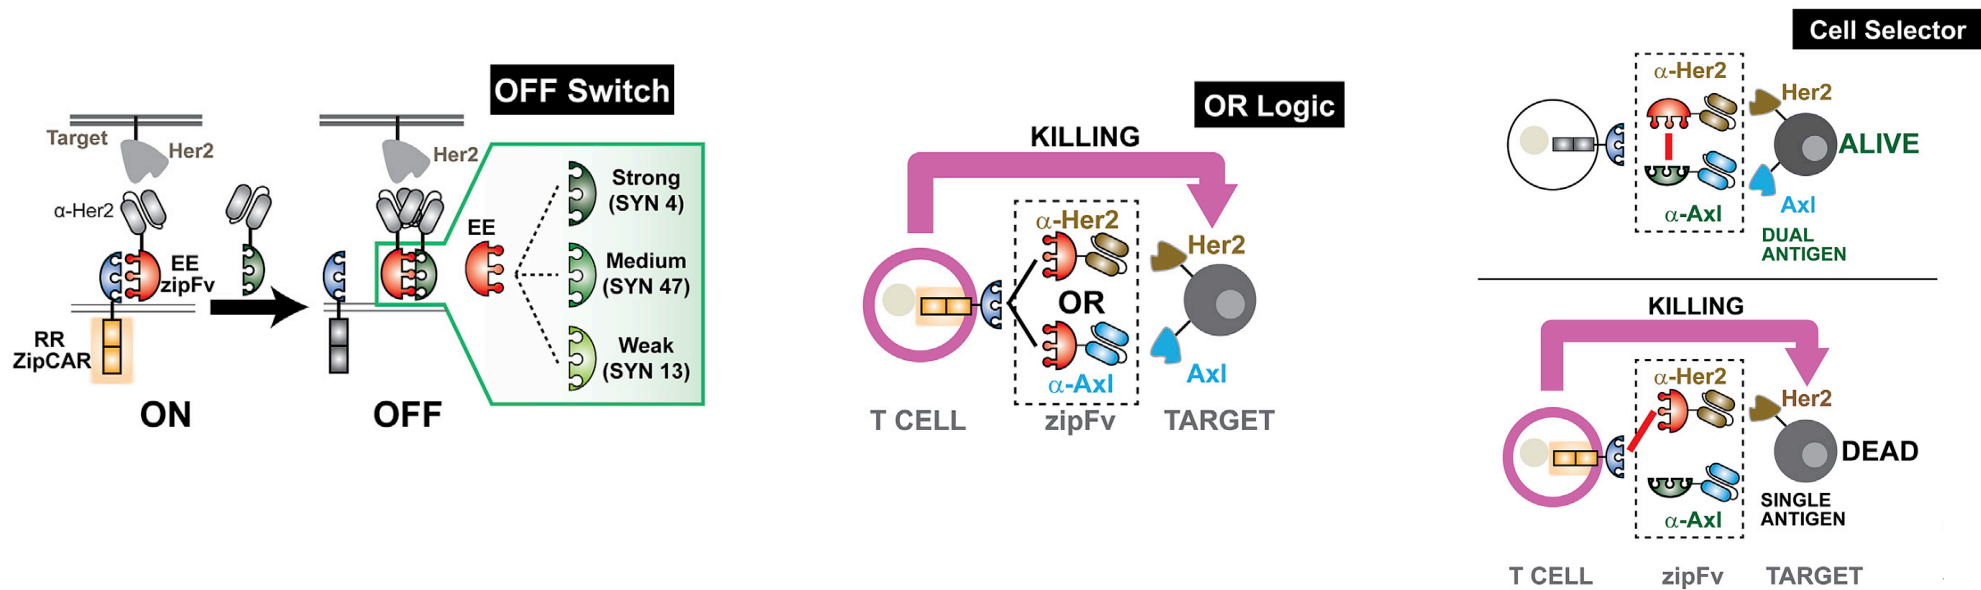 OFF Switch
Target
Her2
α-Her2
EE
zipFv
RR
ZipCAR
ON
Her2
OFF
EE
Strong
(SYN 4)
Medium
(SYN 47)
Weak
(SYN 13)
OR Logic
KILLING
α-Her2
Her2
OR
α-Axl
Axl
T CELL
zipFv
TARGET
Cell Selector
α-Her2
Her2
ALIVE
α-Axl
Axl
DUAL
ANTIGEN
KILLING
α-Her2
Her2
DEAD
SINGLE
ANTIGEN
α-Axl
T CELL
zipFv
TARGET